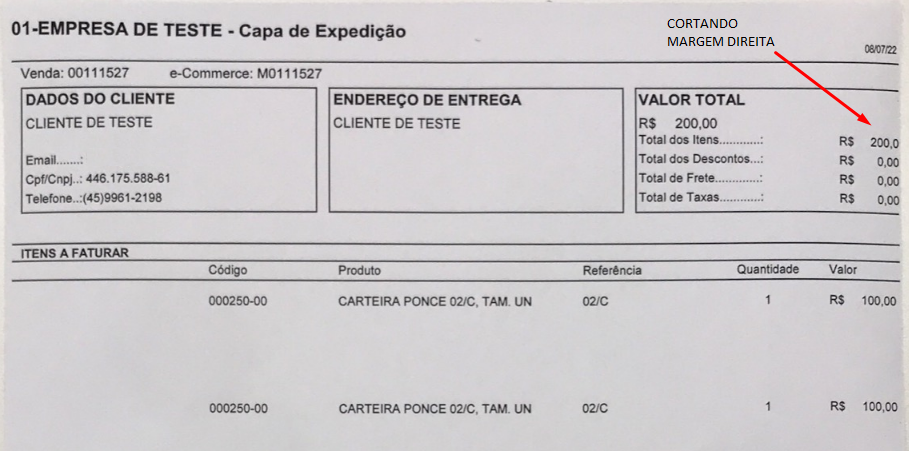 CORTANDO
MARGEM DIREITA
01-EMPRESA DE TESTE - Capa de Expedição
08/07/22
Venda: 00111527 e-Commerce: M0111527
DADOS DO CLIENTE
CLIENTE DE TESTE
Email.......:
Cpf/Cnpj..: 446.175.588-61
Telefone..:(45)9961-2198
ENDEREÇO DE ENTREGA
CLIENTE DE TESTE
VALOR TOTAL
R$ 200,00
Total dos Itens............: R$ 200,0
Total dos Descontos...: R$ 0,00
Total de Frete.............: R$ 0,00
Total de Taxas............: R$ 0,00
ITENS A FATURAR
Código Produto Referência Quantidade Valor
000250-00 CARTEIRA PONCE 02/C, TAM. UN 02/C 1 R$ 100,00
000250-00 CARTEIRA PONCE 02/C, TAM. UN 02/C 1 R$ 100,00